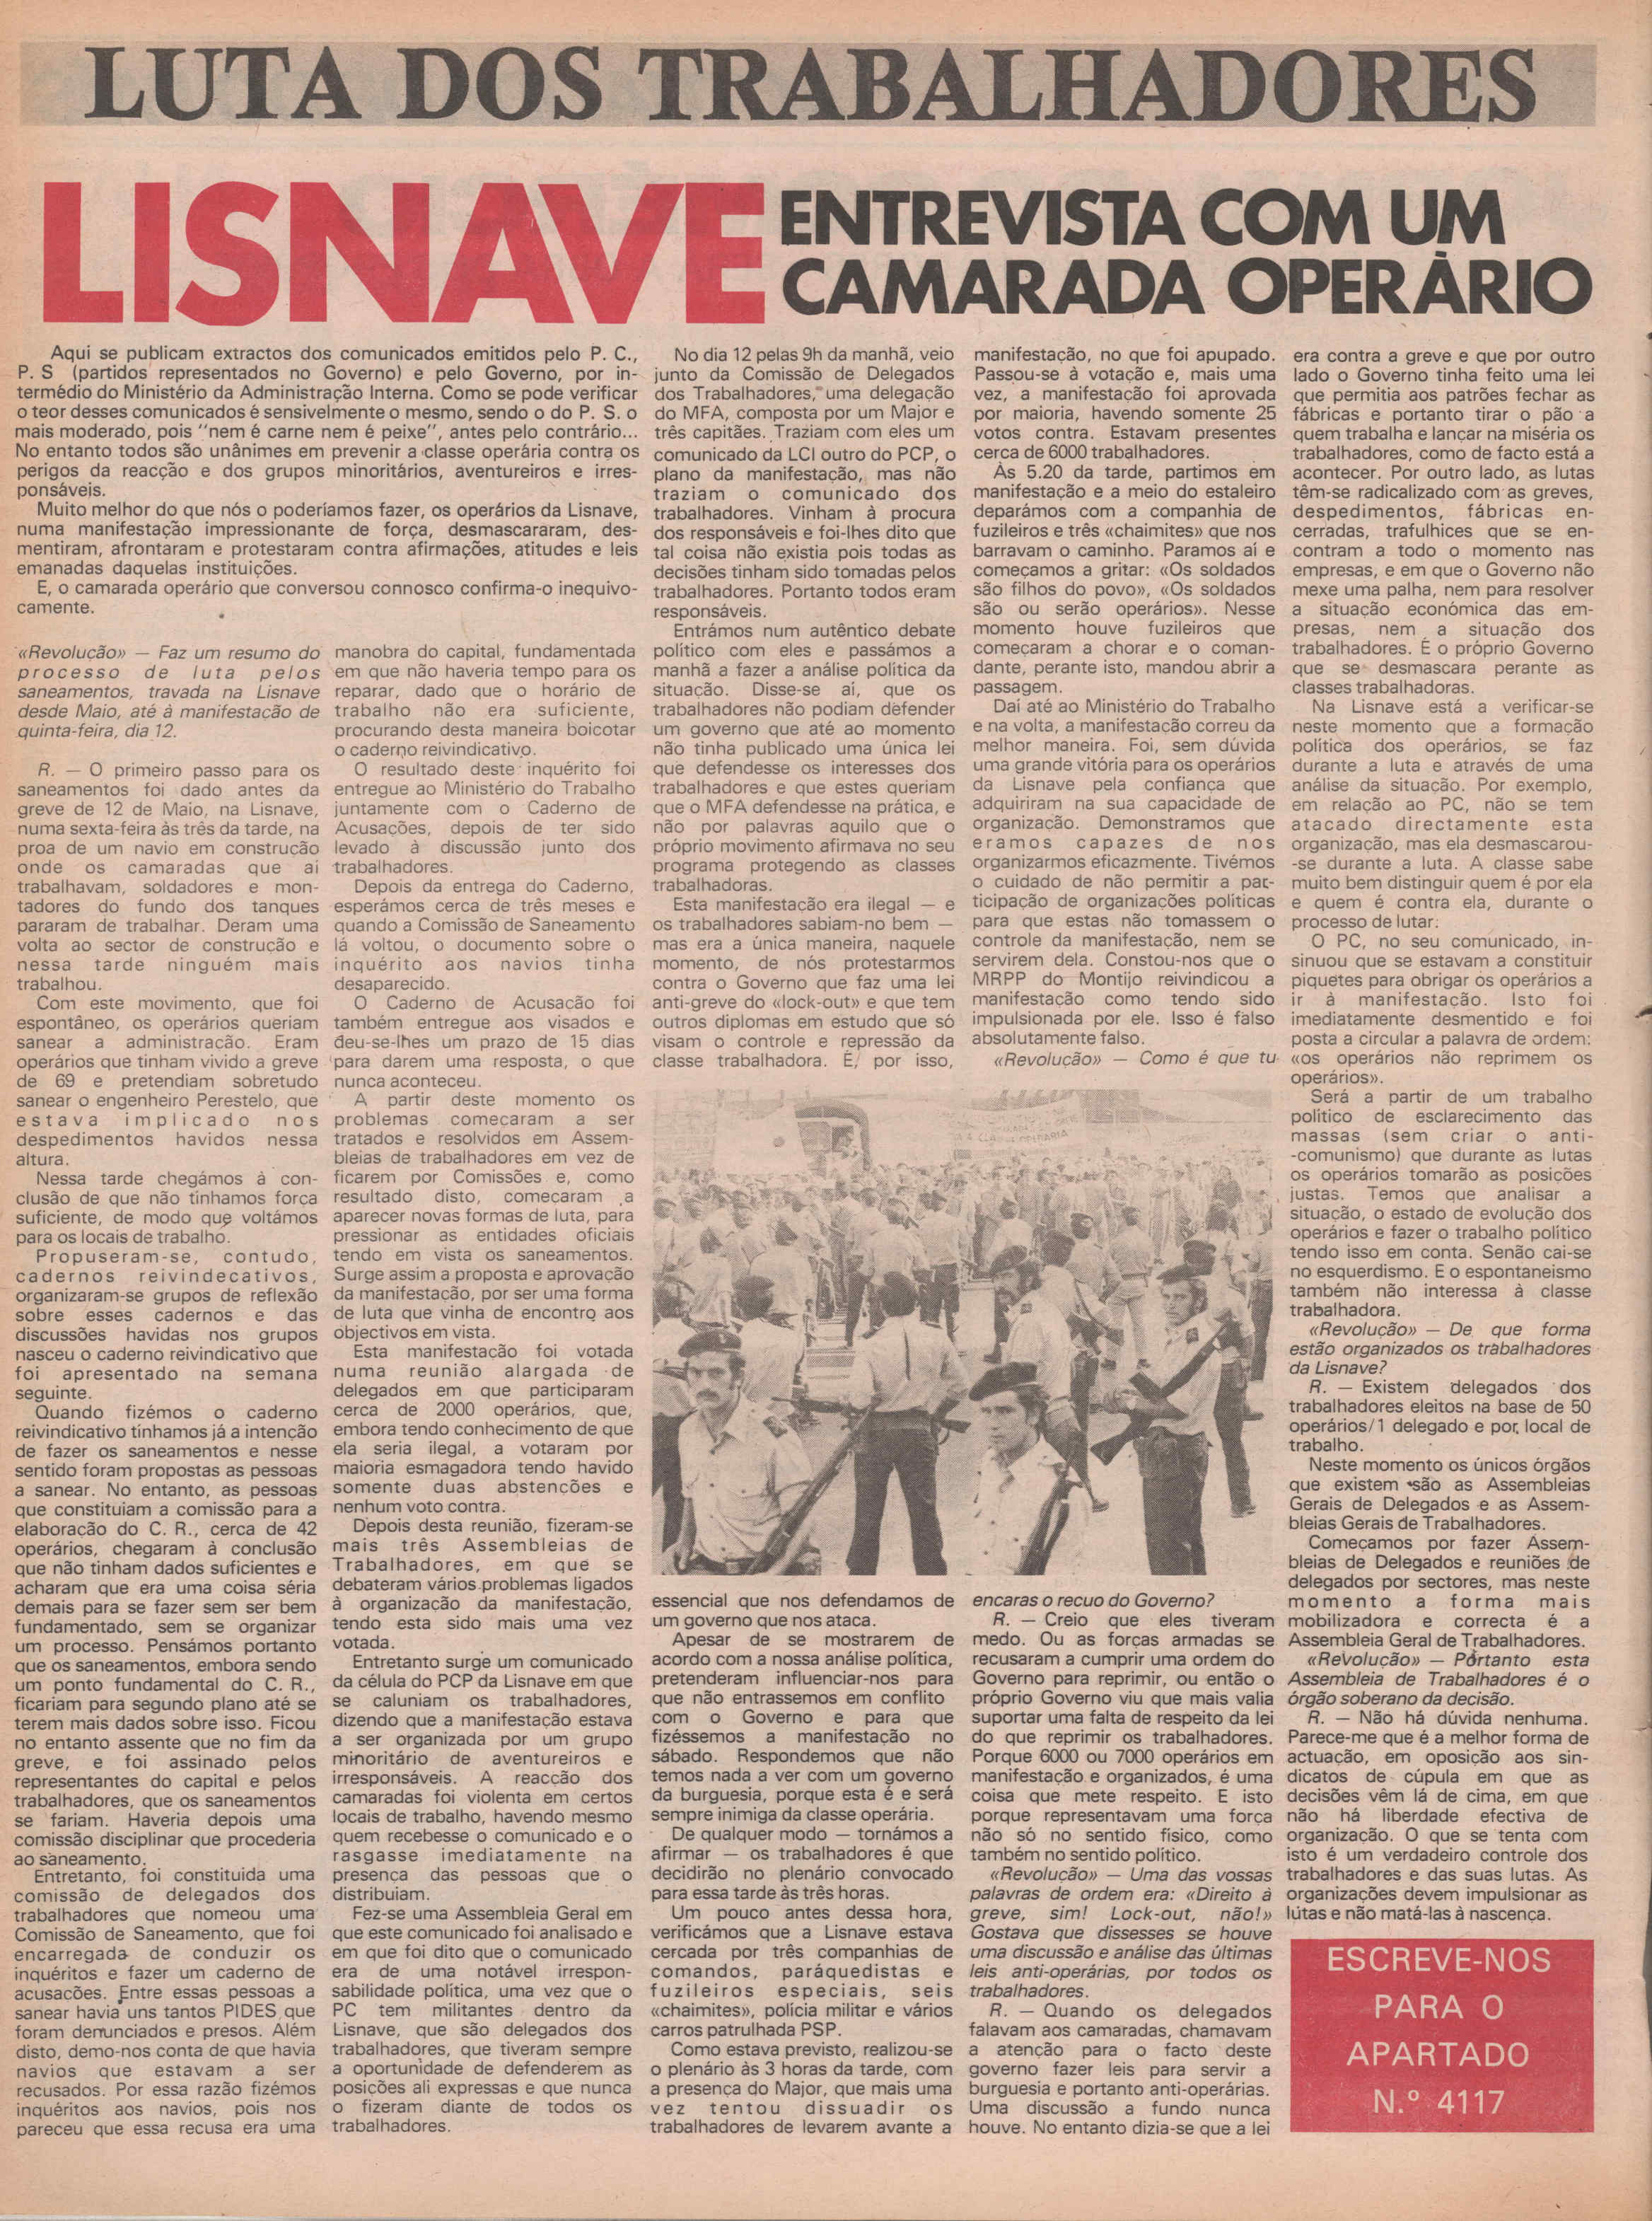 LUTA DOS TRABALHADORES
LISNAVE
ENTREVISTA COM UM
CAMARADA OPERÁRIO
Aqui se publicam extractos dos comunicados emitidos pelo P. C.,
P. S (partidos representados no Governo) e pelo Governo, por in-
termédio do Ministério da Administração Interna. Como se pode verificar
o teor desses comunicados é sensivelmente o mesmo, sendo o do P. S. o
mais moderado, pois "nem é carne nem é peixe", antes pelo contrário...
No entanto todos são unânimes em prevenir a classe operária contra os
perigos da reacção e dos grupos minoritários, aventureiros e irres-
ponsáveis.
Muito melhor do que nós o poderíamos fazer, os operários da Lisnave,
numa manifestação impressionante de força, desmascararam, des-
mentiram, afrontaram e protestaram contra afirmações, atitudes e leis
emanadas daquelas instituições.
E, o camarada operário que conversou connosco confirma-o inequivo-
camente.
«Revolução» — Faz um resumo do
processo de luta pelos
saneamentos, travada na Lisnave
desde Maio, até à manifestação de
quinta-feira, dia 12.
R. — O primeiro passo para os
saneamentos foi dado antes da
greve de 12 de Maio, na Lisnave,
numa sexta-feira às três da tarde, na
proa de um navio em construção
onde os camaradas que aí
trabalhavam, soldadores e mon-
tadores do fundo dos tanques
pararam de trabalhar. Deram uma
volta ao sector de construção e
nessa tarde ninguém mais
trabalhou.
Com este movimento, que foi
espontâneo, os operários queriam
sanear a administração. Eram
operários que tinham vivido a greve
de 69 e pretendiam sobretudo
sanear o engenheiro Perestelo, que
estava implicado nos
despedimentos havidos nessa
altura.
Nessa tarde chegámos à con-
clusão de que não tínhamos força
suficiente, de modo que voltámos
para os locais de trabalho.
Propuseram-se, contudo,
cadernos reivindecativos,
organizaram-se grupos de reflexão
sobre esses cadernos e das
discussões havidas nos grupos
nasceu o caderno reivindicativo que
foi apresentado na semana
seguinte.
Quando fizémos o caderno
reivindicativo tínhamos já a intenção
de fazer os saneamentos e nesse
sentido foram propostas as pessoas
a sanear. No entanto, as pessoas
que constituiam a comissão para a
elaboração do C. R., cerca de 42
operários, chegaram à conclusão
que não tinham dados suficientes e
acharam que era uma coisa séria
demais para se fazer sem ser bem
fundamentado, sem se organizar
um processo. Pensámos portanto
que os saneamentos, embora sendo
um ponto fundamental do C. R.,
ficariam para segundo plano até se
terem mais dados sobre isso. Ficou
no entanto assente que no fim da
greve, e foi assinado pelos
representantes do capital e pelos
trabalhadores, que os saneamentos
se fariam. Haveria depois uma
comissão disciplinar que procederia
ao saneamento.
Entretanto, foi constituida uma
comissão de delegados dos
trabalhadores que nomeou uma
Comissão de Saneamento, que foi
encarregada de conduzir os
inquéritos e fazer um caderno de
acusacões. Entre essas pessoas a
sanear havia uns tantos PIDES que
foram denunciados e presos. Além
disto, demo-nos conta de que havia
navios que estavam a ser
recusados. Por essa razão fizémos
inquéritos aos navios, pois nos
pareceu que essa recusa era uma
manobra do capital, fundamentada
em que não haveria tempo para os
reparar, dado que o horário de
trabalho não era suficiente,
procurando desta maneira boicotar
o caderno reivindicativo.
O resultado deste inquérito foi
entregue ao Ministério do Trabalho
juntamente com o Caderno de
Acusações, depois de ter sido
levado à discussão junto dos
trabalhadores.
Depois da entrega do Caderno,
esperámos cerca de três meses e
quando a Comissão de Saneamento
lá voltou, o documento sobre o
inquérito aos navios tinha
desaparecido.
O Caderno de Acusação foi
também entregue aos visados e
deu-se-lhes um prazo de 15 dias
para darem uma resposta, o que
nunca aconteceu.
A partir deste momento os
problemas começaram a ser
tratados e resolvidos em Assem-
bleias de trabalhadores em vez de
ficarem por Comissões e, como
resultado disto, começaram a
aparecer novas formas de luta, para
pressionar as entidades oficiais
tendo em vista os saneamentos.
Surge assim a proposta e aprovação
da manifestação, por ser uma forma
de luta que vinha de encontro aos
objectivos em vista.
Esta manifestação foi votada
numa reunião alargada de
delegados em que participaram
cerca de 2000 operários, que,
embora tendo conhecimento de que
ela seria ilegal, a votaram por
maioria esmagadora tendo havido
somente duas abstenções e
nenhum voto contra.
Depois desta reunião, fizeram-se
mais três Assembleias de
Trabalhadores, em que se
debateram vários problemas ligados
à organização da manifestação,
tendo esta sido mais uma vez
votada.
Entretanto surge um comunicado
da célula do PCP da Lisnave em que
se caluniam os trabalhadores,
dizendo que a manifestação estava
a ser organizada por um grupo
minoritário de aventureiros e
irresponsáveis. A reacção dos
camaradas foi violenta em certos
locais de trabalho, havendo mesmo
quem recebesse o comunicado e o
rasgasse imediatamente na
presença das pessoas que o
distribuiam.
Fez-se uma Assembleia Geral em
que este comunicado foi analisado e
em que foi dito que o comunicado
era de uma notável irrespon-
sabilidade política, uma vez que o
PC tem militantes dentro da
Lisnave, que são delegados dos
trabalhadores, que tiveram sempre
a oportunidade de defenderem as
posições ali expressas e que nunca
o fizeram diante de todos os
trabalhadores.
No dia 12 pelas 9h da manhã, veio
junto da Comissão de Delegados
dos Trabalhadores, uma delegação
do MFA, composta por um Major e
três capitães. Traziam com eles um
comunicado da LCI outro do PCP, o
plano da manifestação, mas não
traziam o comunicado dos
trabalhadores. Vinham à procura
dos responsáveis e foi-lhes dito que
tal coisa não existia pois todas as
decisões tinham sido tomadas pelos
trabalhadores. Portanto todos eram
responsáveis.
Entrámos num autêntico debate
político com eles e passámos a
manhã a fazer a análise política da
situação. Disse-se aí, que os
trabalhadores não podiam defender
um governo que até ao momento
não tinha publicado uma única lei
que defendesse os interesses dos
trabalhadores e que estes queriam
que o MFA defendesse na prática, e
não por palavras aquilo que o
próprio movimento afirmava no seu
programa protegendo as classes
trabalhadoras.
Esta manifestação era ilegal — e
os trabalhadores sabiam-no bem —
mas era a única maneira, naquele
momento, de nós protestarmos
contra o Governo que faz uma lei
anti-greve do «lock-out» e que tem
outros diplomas em estudo que só
visam o controle e repressão da
classe trabalhadora. É, por isso,
essencial que nos defendamos de
um governo que nos ataca.
Apesar de se mostrarem de
acordo com a nossa análise política,
pretenderam influenciar-nos para
que não entrassemos em conflito
com o Governo e para que
fizéssemos a manifestação no
sábado. Respondemos que não
temos nada a ver com um governo
da burguesia, porque esta é e será
sempre inimiga da classe operária.
De qualquer modo — tornámos a
afirmar — os trabalhadores é que
decidirão no plenário convocado
para essa tarde às três horas.
Um pouco antes dessa hora,
verificámos que a Lisnave estava
cercada por três companhias de
comandos, paráquedistas e
fuzileiros especiais, seis
«chaimites», polícia militar e vários
carros patrulhada PSP.
Como estava previsto, realizou-se
o plenário às 3 horas da tarde, com
a presença do Major, que mais uma
vez tentou dissuadir os
trabalhadores de levarem avante a
manifestação, no que foi apupado.
Passou-se à votação e, mais uma
vez, a manifestação foi aprovada
por maioria, havendo somente 25
votos contra. Estavam presentes
cerca de 6000 trabalhadores.
Às 5.20 da tarde, partimos em
manifestação e a meio do estaleiro
deparámos com a companhia de
fuzileiros e três «chaimites» que nos
barravam o caminho. Paramos aí e
começamos a gritar: «Os soldados
são filhos do povo», «Os soldados
são ou serão operários». Nesse
momento houve fuzileiros que
começaram a chorar e o coman-
dante, perante isto, mandou abrir a
passagem.
Daí até ao Ministério do Trabalho
e na volta, a manifestação correu da
melhor maneira. Foi, sem dúvida
uma grande vitória para os operários
da Lisnave pela confiança que
adquiriram na sua capacidade de
organização. Demonstramos que
eramos capazes de nos
organizarmos eficazmente. Tivémos
o cuidado de não permitir a par-
ticipação de organizações políticas
para que estas não tomassem o
controle da manifestação, nem se
servirem dela. Constou-nos que o
MRPP do Montijo reivindicou a
manifestação como tendo sido
impulsionada por ele. Isso é falso
absolutamente falso.
«Revolução» — Como é que tu
encaras o recuo do Governo?
R. — Creio que eles tiveram
medo. Ou as forças armadas se
recusaram a cumprir uma ordem do
Governo para reprimir, ou então o
próprio Governo viu que mais valia
suportar uma falta de respeito da lei
do que reprimir os trabalhadores.
Porque 6000 ou 7000 operários em
manifestação e organizados, é uma
coisa que mete respeito. E isto
porque representavam uma força
não só no sentido físico, como
também no sentido político.
«Revolução» — Uma das vossas
palavras de ordem era: «Direito à
greve, sim! Lock-out, não!»
Gostava que dissesses se houve
uma discussão e análise das últimas
leis anti-operárias, por todos os
trabalhadores.
R. — Quando os delegados
falavam aos camaradas, chamavam
a atenção para o facto deste
governo fazer leis para servir a
burguesia e portanto anti-operárias.
Uma discussão a fundo nunca
houve. No entanto dizia-se que a lei
era contra a greve e que por outro
lado o Governo tinha feito uma lei
que permitia aos patrões fechar as
fábricas e portanto tirar o pão a
quem trabalha e lançar na miséria os
trabalhadores, como de facto está a
acontecer. Por outro lado, as lutas
têm-se radicalizado com as greves,
despedimentos, fábricas en-
cerradas, trafulhices que se en-
contram a todo o momento nas
empresas, e em que o Governo não
mexe uma palha, nem para resolver
a situação económica das em-
presas, nem a situação dos
trabalhadores. É o próprio Governo
que se desmascara perante as
classes trabalhadoras.
Na Lisnave está a verificar-se
neste momento que a formação
política dos operários, se faz
durante a luta e através de uma
análise da situação. Por exemplo,
em relação ao PC, não se tem
atacado directamente esta
organização, mas ela desmascarou-
-se durante a luta. A classe sabe
muito bem distinguir quem é por ela
e quem é contra ela, durante o
processo de lutar.
O PC, no seu comunicado, in-
sinuou que se estavam a constituir
piquetes para obrigar os operários a
ir à manifestação. Isto foi
imediatamente desmentido e foi
posta a circular a palavra de ordem:
«os operários não reprimem os
operários».
Será a partir de um trabalho
político de esclarecimento das
massas (sem criar o anti-
-comunismo) que durante as lutas
os operários tomarão as posições
justas. Temos que analisar a
situação, o estado de evolução dos
operários e fazer o trabalho político
tendo isso em conta. Senão cai-se
no esquerdismo. E o espontaneismo
também não interessa à classe
trabalhadora.
«Revolução» — De que forma
estão organizados os trabalhadores
da Lisnave?
R. — Existem delegados dos
trabalhadores eleitos na base de 50
operários/1 delegado e por local de
trabalho.
Neste momento os únicos órgãos
que existem são as Assembleias
Gerais de Delegados e as Assem-
bleias Gerais de Trabalhadores.
Começamos por fazer Assem-
bleias de Delegados e reuniões de
delegados por sectores, mas neste
momento a forma mais
mobilizadora e correcta é a
Assembleia Geral de Trabalhadores.
«Revolução» — Portanto esta
Assembleia de Trabalhadores é o
órgão soberano da decisão.
R. — Não há dúvida nenhuma.
Parece-me que é a melhor forma de
actuação, em oposição aos sin-
dicatos de cúpula em que as
decisões vêm lá de cima, em que
não há liberdade efectiva de
organização. O que se tenta com
isto é um verdadeiro controle dos
trabalhadores e das suas lutas. As
organizações devem impulsionar as
lutas e não matá-las à nascença.
ESCREVE-NOS
PARA O
APARTADO
N.º 4117